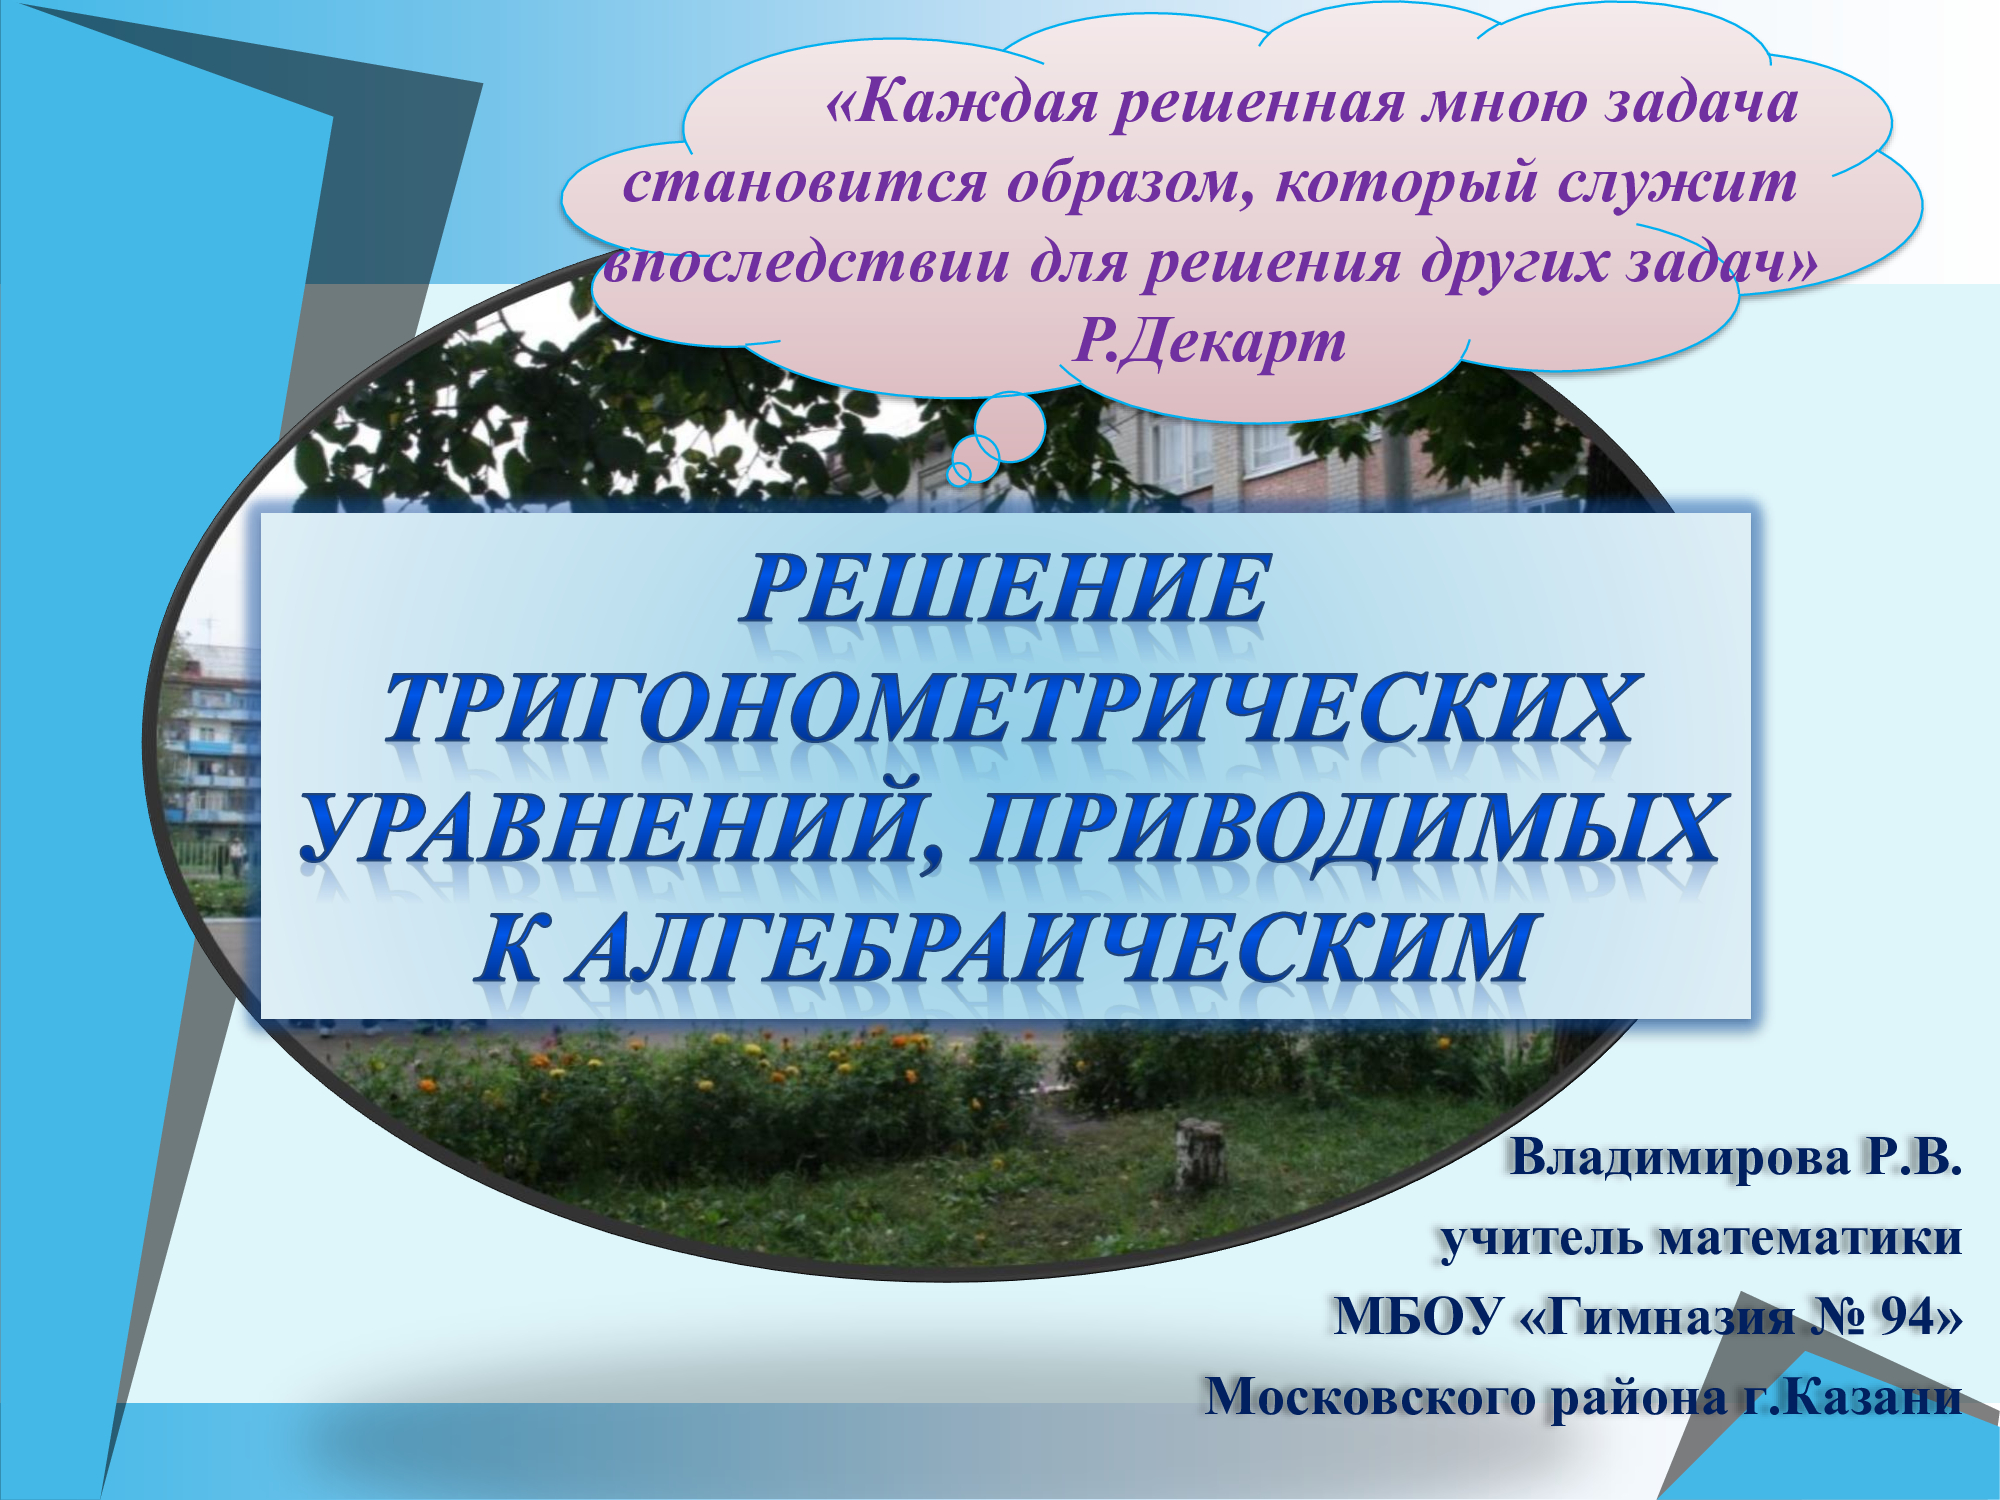 «Каждая решенная мною задача
становится образом, который служит
впоследствии для решения других задач»
Р.Декарт
РЕШЕНИЕ
ТРИГОНОМЕТРИЧЕСКИХ
УРАВНЕНИЙ, ПРИВОДИМЫХ
К АЛГЕБРАИЧЕСКИМ
Владимирова Р.В.
учитель математики
МБОУ «Гимназия № 94»
Московского района г.Казани